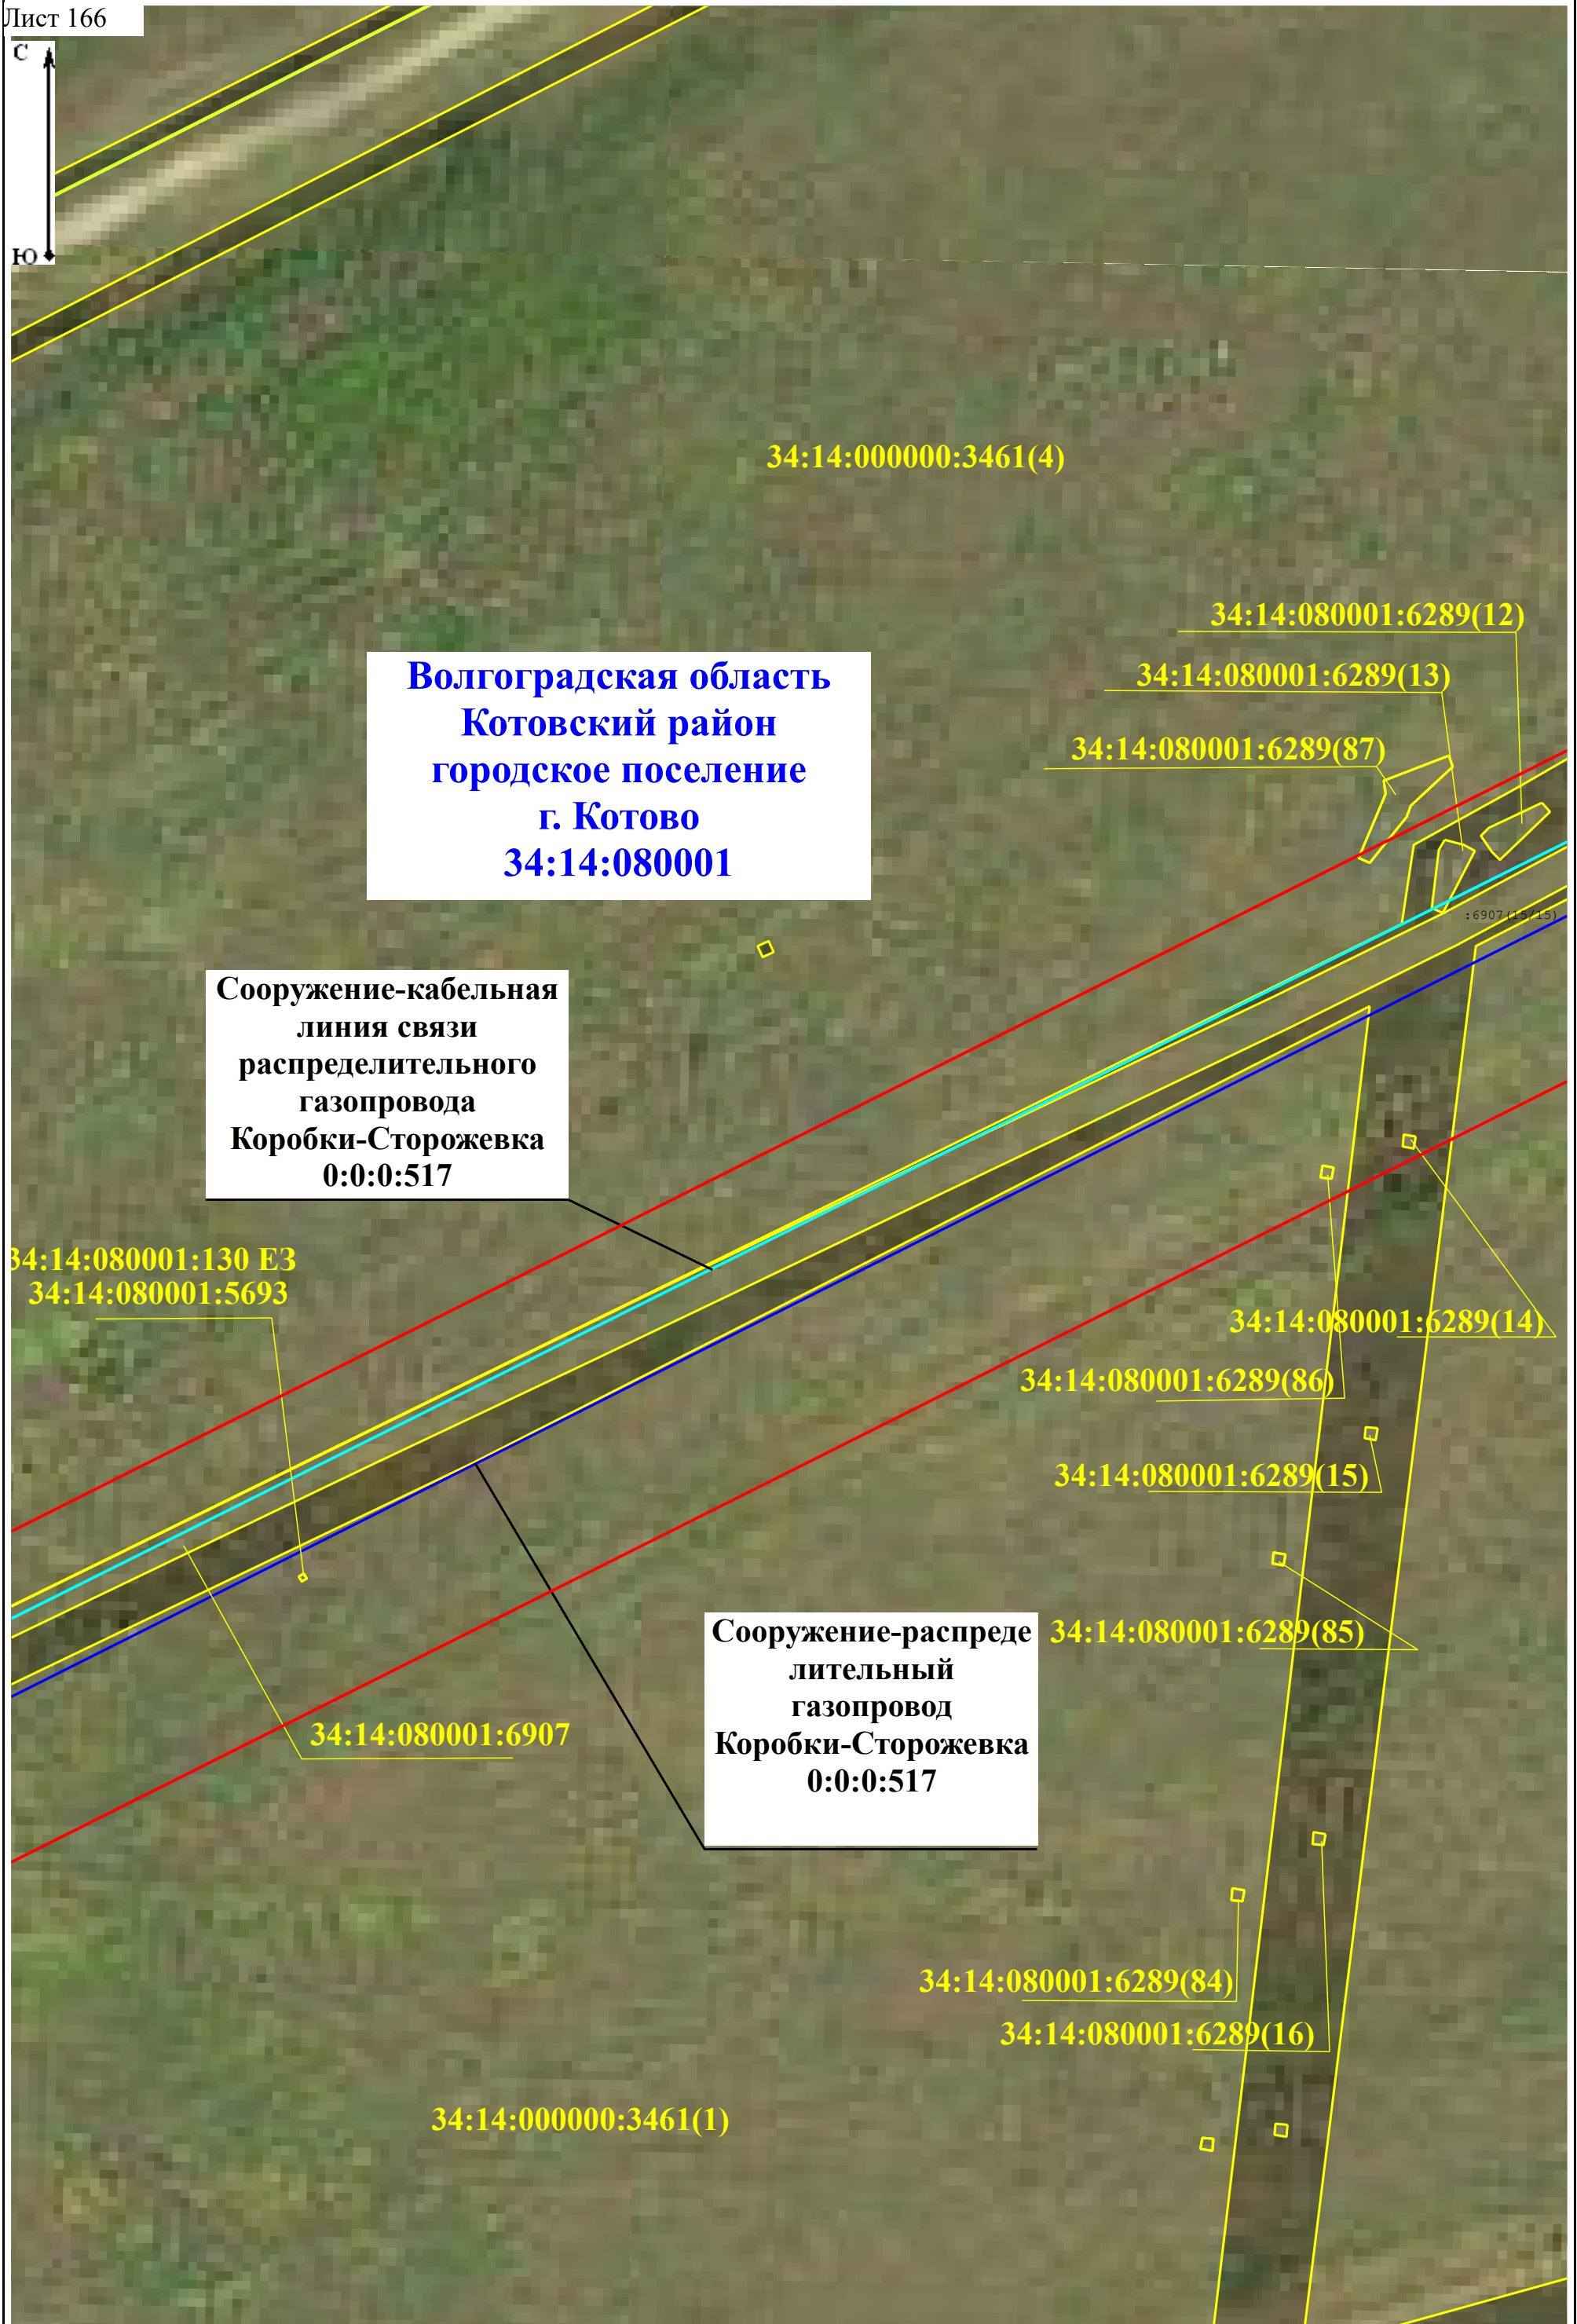 Лист 166
С
Ю
34:14:000000:3461(4)
34:14:080001:6289(12)
34:14:080001:6289(13)
34:14:080001:6289(87)
Волгоградская область
Котовский район
городское поселение
г. Котово
34:14:080001
:6907(15/15)
Сооружение-кабельная
линия связи
распределительного
газопровода
Коробки-Сторожевка
0:0:0:517
34:14:080001:130 ЕЗ
34:14:080001:5693
34:14:080001:6289(14)
34:14:080001:6289(86)
34:14:080001:6289(15)
34:14:080001:6289(85)
Сооружение-распреде
лительный
газопровод
Коробки-Сторожевка
0:0:0:517
34:14:080001:6907
34:14:080001:6289(84)
34:14:080001:6289(16)
34:14:000000:3461(1)